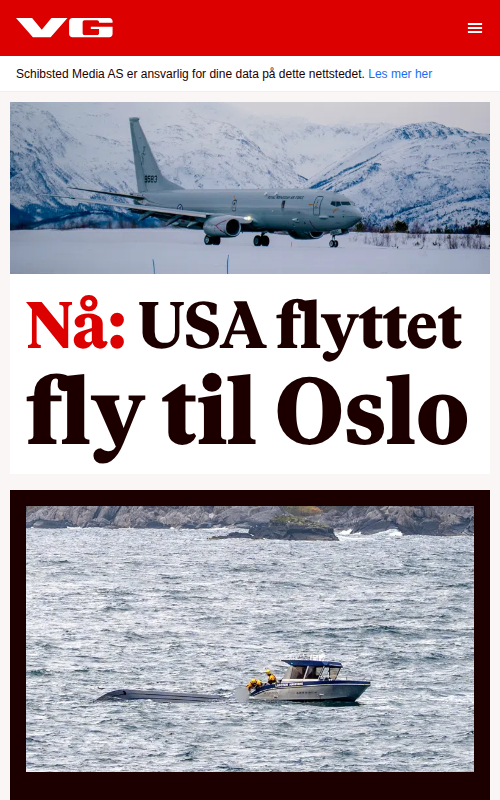 VG
Schibsted Media AS er ansvarlig for dine data på dette nettstedet. Les mer her
9583
Nå: USA flyttet
fly til Oslo